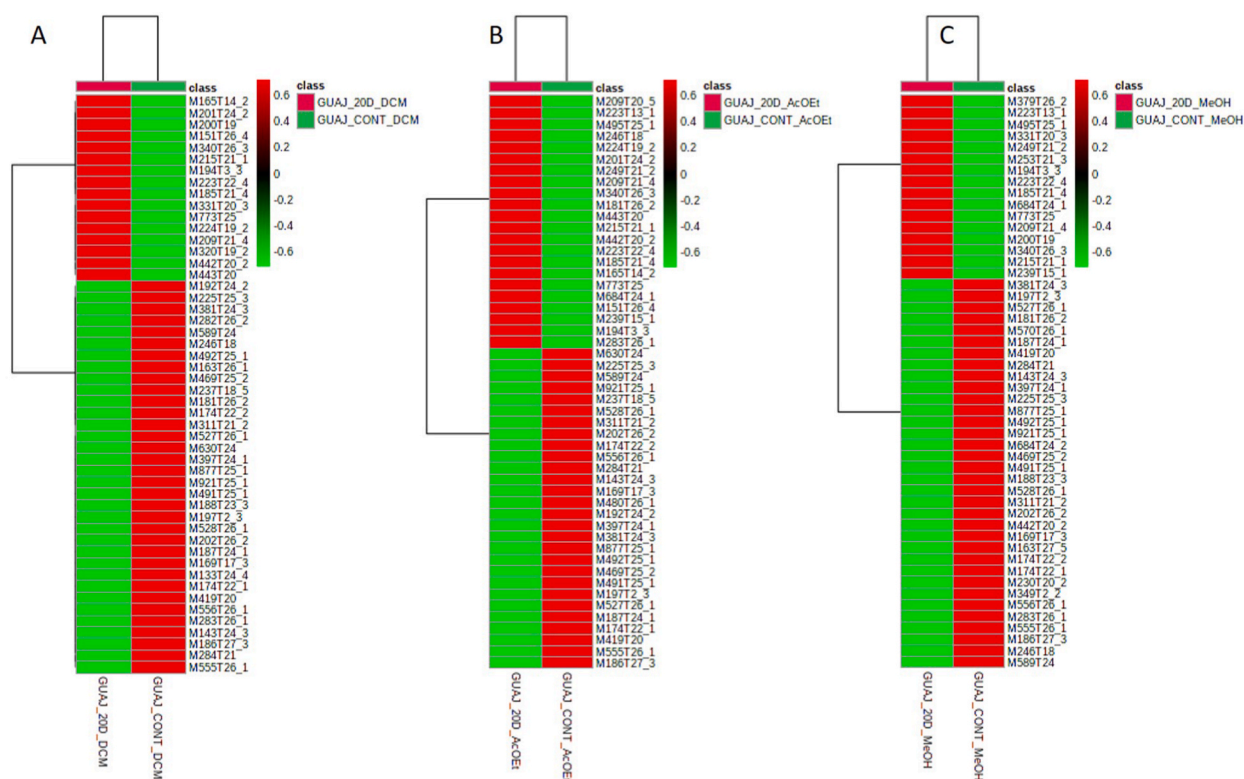 A
class
GUAJ_20D_DCM
GUAJ_CONT_DCM
0.6
0.4
0.2
0
-0.2
-0.4
-0.6
M165T14_2
M201T24_2
M200T19
M151T26_4
M340T26_3
M215T21_1
M194T3_3
M223T22_4
M185T21_4
M331T20_3
M773T25
M224T19_2
M209T21_4
M320T19_2
M442T20_2
M443T20
M192T24_2
M225T25_3
M381T24_3
M282T26_2
M589T24
M246T18
M492T25_1
M163T26_1
M469T25_2
M237T18_5
M181T26_2
M174T22_2
M311T21_2
M527T26_1
M630T24
M397T24_1
M877T25_1
M921T25_1
M491T25_1
M188T23_3
M197T2_3
M528T26_1
M202T26_2
M187T24_1
M169T17_3
M133T24_4
M174T22_1
M419T20
M556T26_1
M283T26_1
M143T24_3
M186T27_3
M284T21
M555T26_1
GUAJ_20D_DCM
GUAJ_CONT_DCM
B
class
GUAJ_20D_AcOEt
GUAJ_CONT_AcOEt
0.6
0.4
0.2
0
-0.2
-0.4
-0.6
M209T20_5
M223T13_1
M495T25_1
M246T18
M224T19_2
M201T24_2
M249T21_2
M209T21_4
M340T26_3
M181T26_2
M443T20
M215T21_1
M442T20_2
M223T22_4
M185T21_4
M165T14_2
M773T25
M684T24_1
M151T26_4
M239T15_1
M194T3_3
M283T26_1
M630T24
M225T25_3
M589T24
M921T25_1
M237T18_5
M528T26_1
M311T21_2
M202T26_2
M174T22_2
M556T26_1
M284T21
M143T24_3
M169T17_3
M480T26_1
M192T24_2
M397T24_1
M381T24_3
M877T25_1
M492T25_1
M469T25_2
M491T25_1
M197T2_3
M527T26_1
M187T24_1
M174T22_1
M419T20
M555T26_1
M186T27_3
GUAJ_20D_AcOEt
GUAJ_CONT_AcOEt
C
class
GUAJ_20D_MeOH
GUAJ_CONT_MeOH
0.6
0.4
0.2
0
-0.2
-0.4
-0.6
M379T26_2
M223T13_1
M495T25_1
M331T20_3
M249T21_2
M253T21_3
M194T3_3
M223T22_4
M185T21_4
M684T24_1
M773T25
M209T21_4
M200T19
M340T26_3
M215T21_1
M239T15_1
M381T24_3
M197T2_3
M527T26_1
M181T26_2
M570T26_1
M187T24_1
M419T20
M284T21
M143T24_3
M397T24_1
M225T25_3
M877T25_1
M492T25_1
M921T25_1
M684T24_2
M469T25_2
M491T25_1
M188T23_3
M528T26_1
M311T21_2
M202T26_2
M442T20_2
M169T17_3
M163T27_5
M174T22_2
M174T22_1
M230T20_2
M349T2_2
M556T26_1
M283T26_1
M555T26_1
M186T27_3
M246T18
M589T24
GUAJ_20D_MeOH
GUAJ_CONT_MeOH